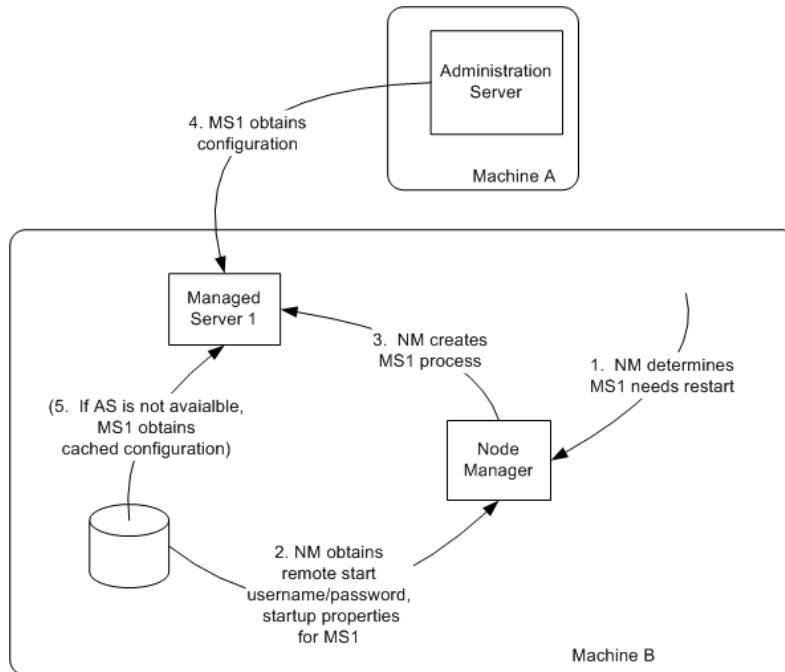 Administration
Server
Machine A
4. MS1 obtains
configuration
Managed
Server 1
3. NM creates
MS1 process
1. NM determines
MS1 needs restart
(5. If AS is not avaialble,
MS1 obtains
cached configuration)
Node
Manager
2. NM obtains
remote start
username/password,
startup properties
for MS1
Machine B